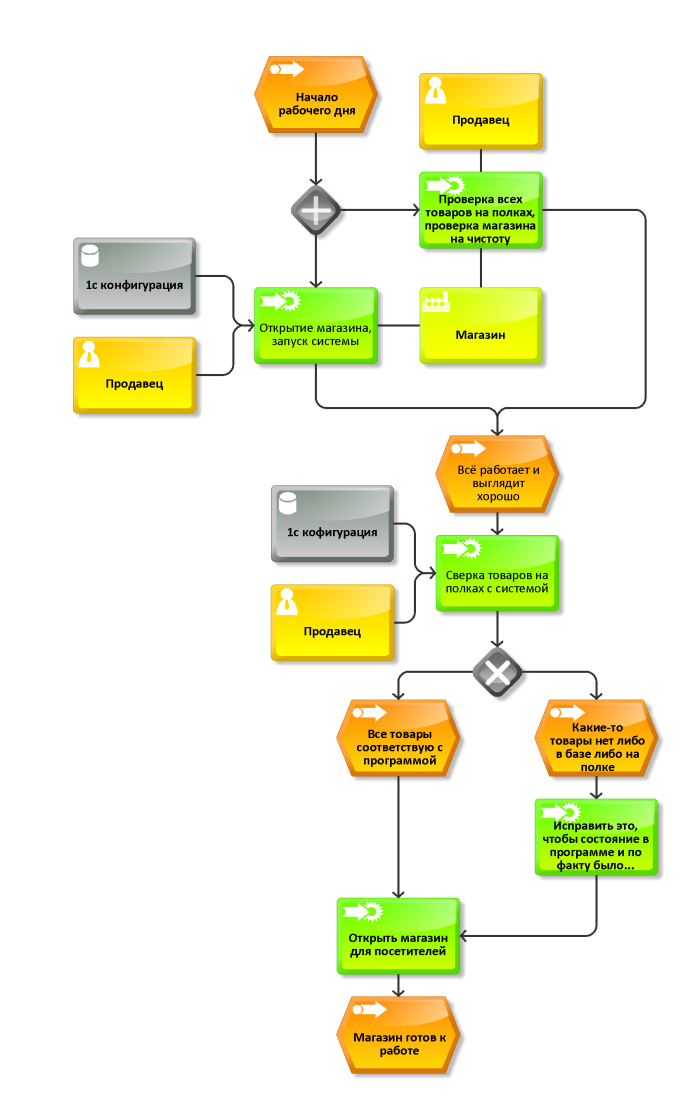 Начало
рабочего дня
Продавец
Проверка всех
товаров на полках,
проверка магазина
на чистоту
1с конфигурация
Открытие магазина,
запуск системы
Магазин
Продавец
Всё работает и
выглядит
хорошо
1с кофигурация
Сверка товаров на
полках с системой
Продавец
Все товары
соответствую с
программой
Какие-то
товары нет либо
в базе либо на
полке
Исправить это,
чтобы состояние в
программе и по
факту было...
Открыть магазин
для посетителей
Магазин готов к
работе